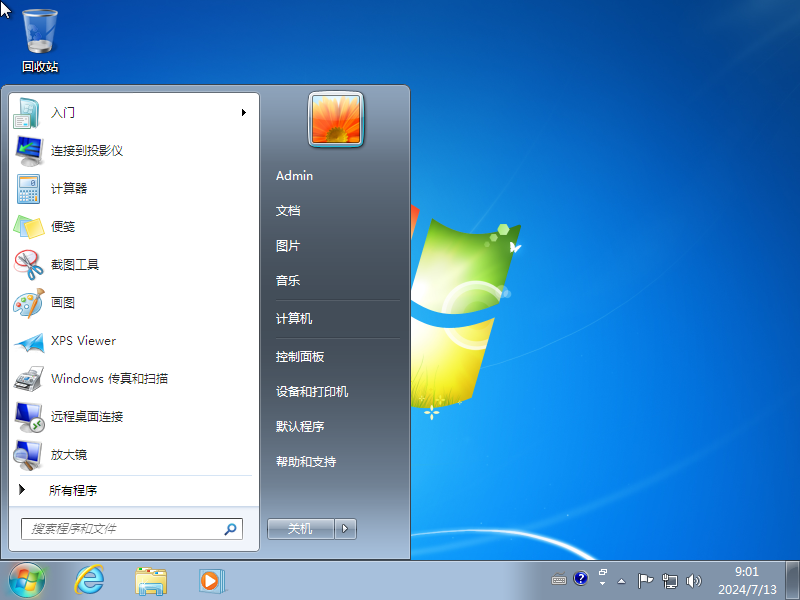 回收站
入门
连接到投影仪
计算器
便笺
截图工具
画图
XPS Viewer
Windows 传真和扫描
远程桌面连接
放大镜
所有程序
搜索程序和文件
Admin
文档
图片
音乐
计算机
控制面板
设备和打印机
默认程序
帮助和支持
关机
9:01
2024/7/13